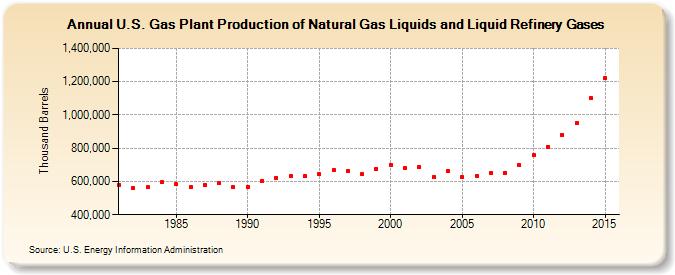 Annual U.S. Gas Plant Production of Natural Gas Liquids and Liquid Refinery Gases
Thousand Barrels
1,400,000
1,200,000
1,000,000
800,000
600,000
400,000
1985 1990 1995 2000 2005 2010 2015
Source: U.S. Energy Information Administration